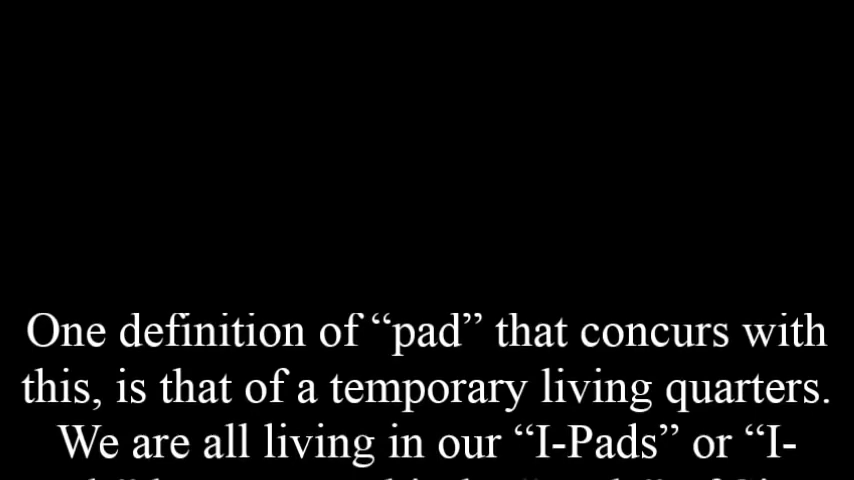 One definition of “pad” that concurs with
this, is that of a temporary living quarters.
We are all living in our “I-Pads” or “I-